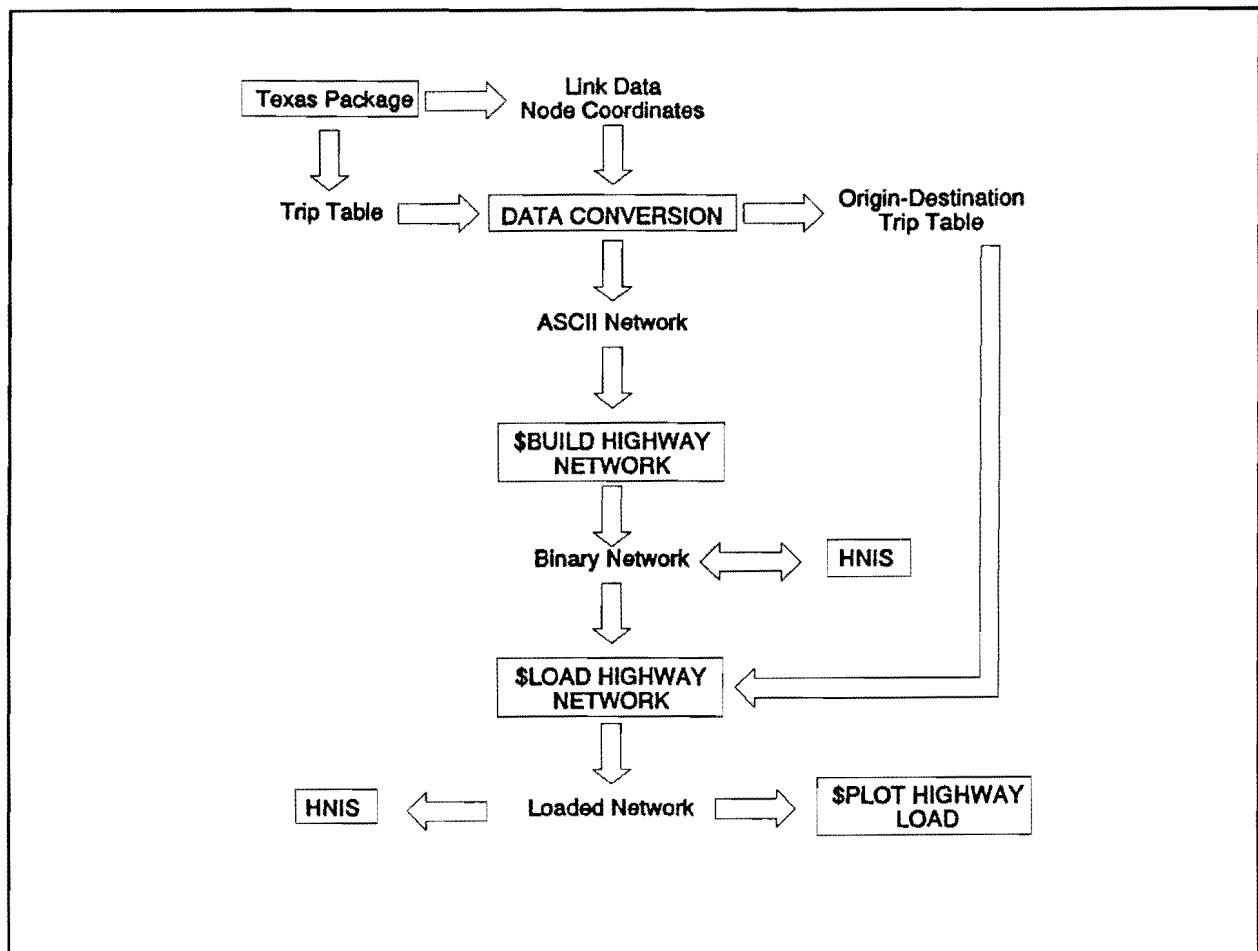 Texas Package
Link Data
Node Coordinates
Trip Table
DATA CONVERSION
Origin-Destination
Trip Table
ASCII Network
$BUILD HIGHWAY
NETWORK
Binary Network
HNIS
$LOAD HIGHWAY
NETWORK
HNIS
Loaded Network
$PLOT HIGHWAY
LOAD